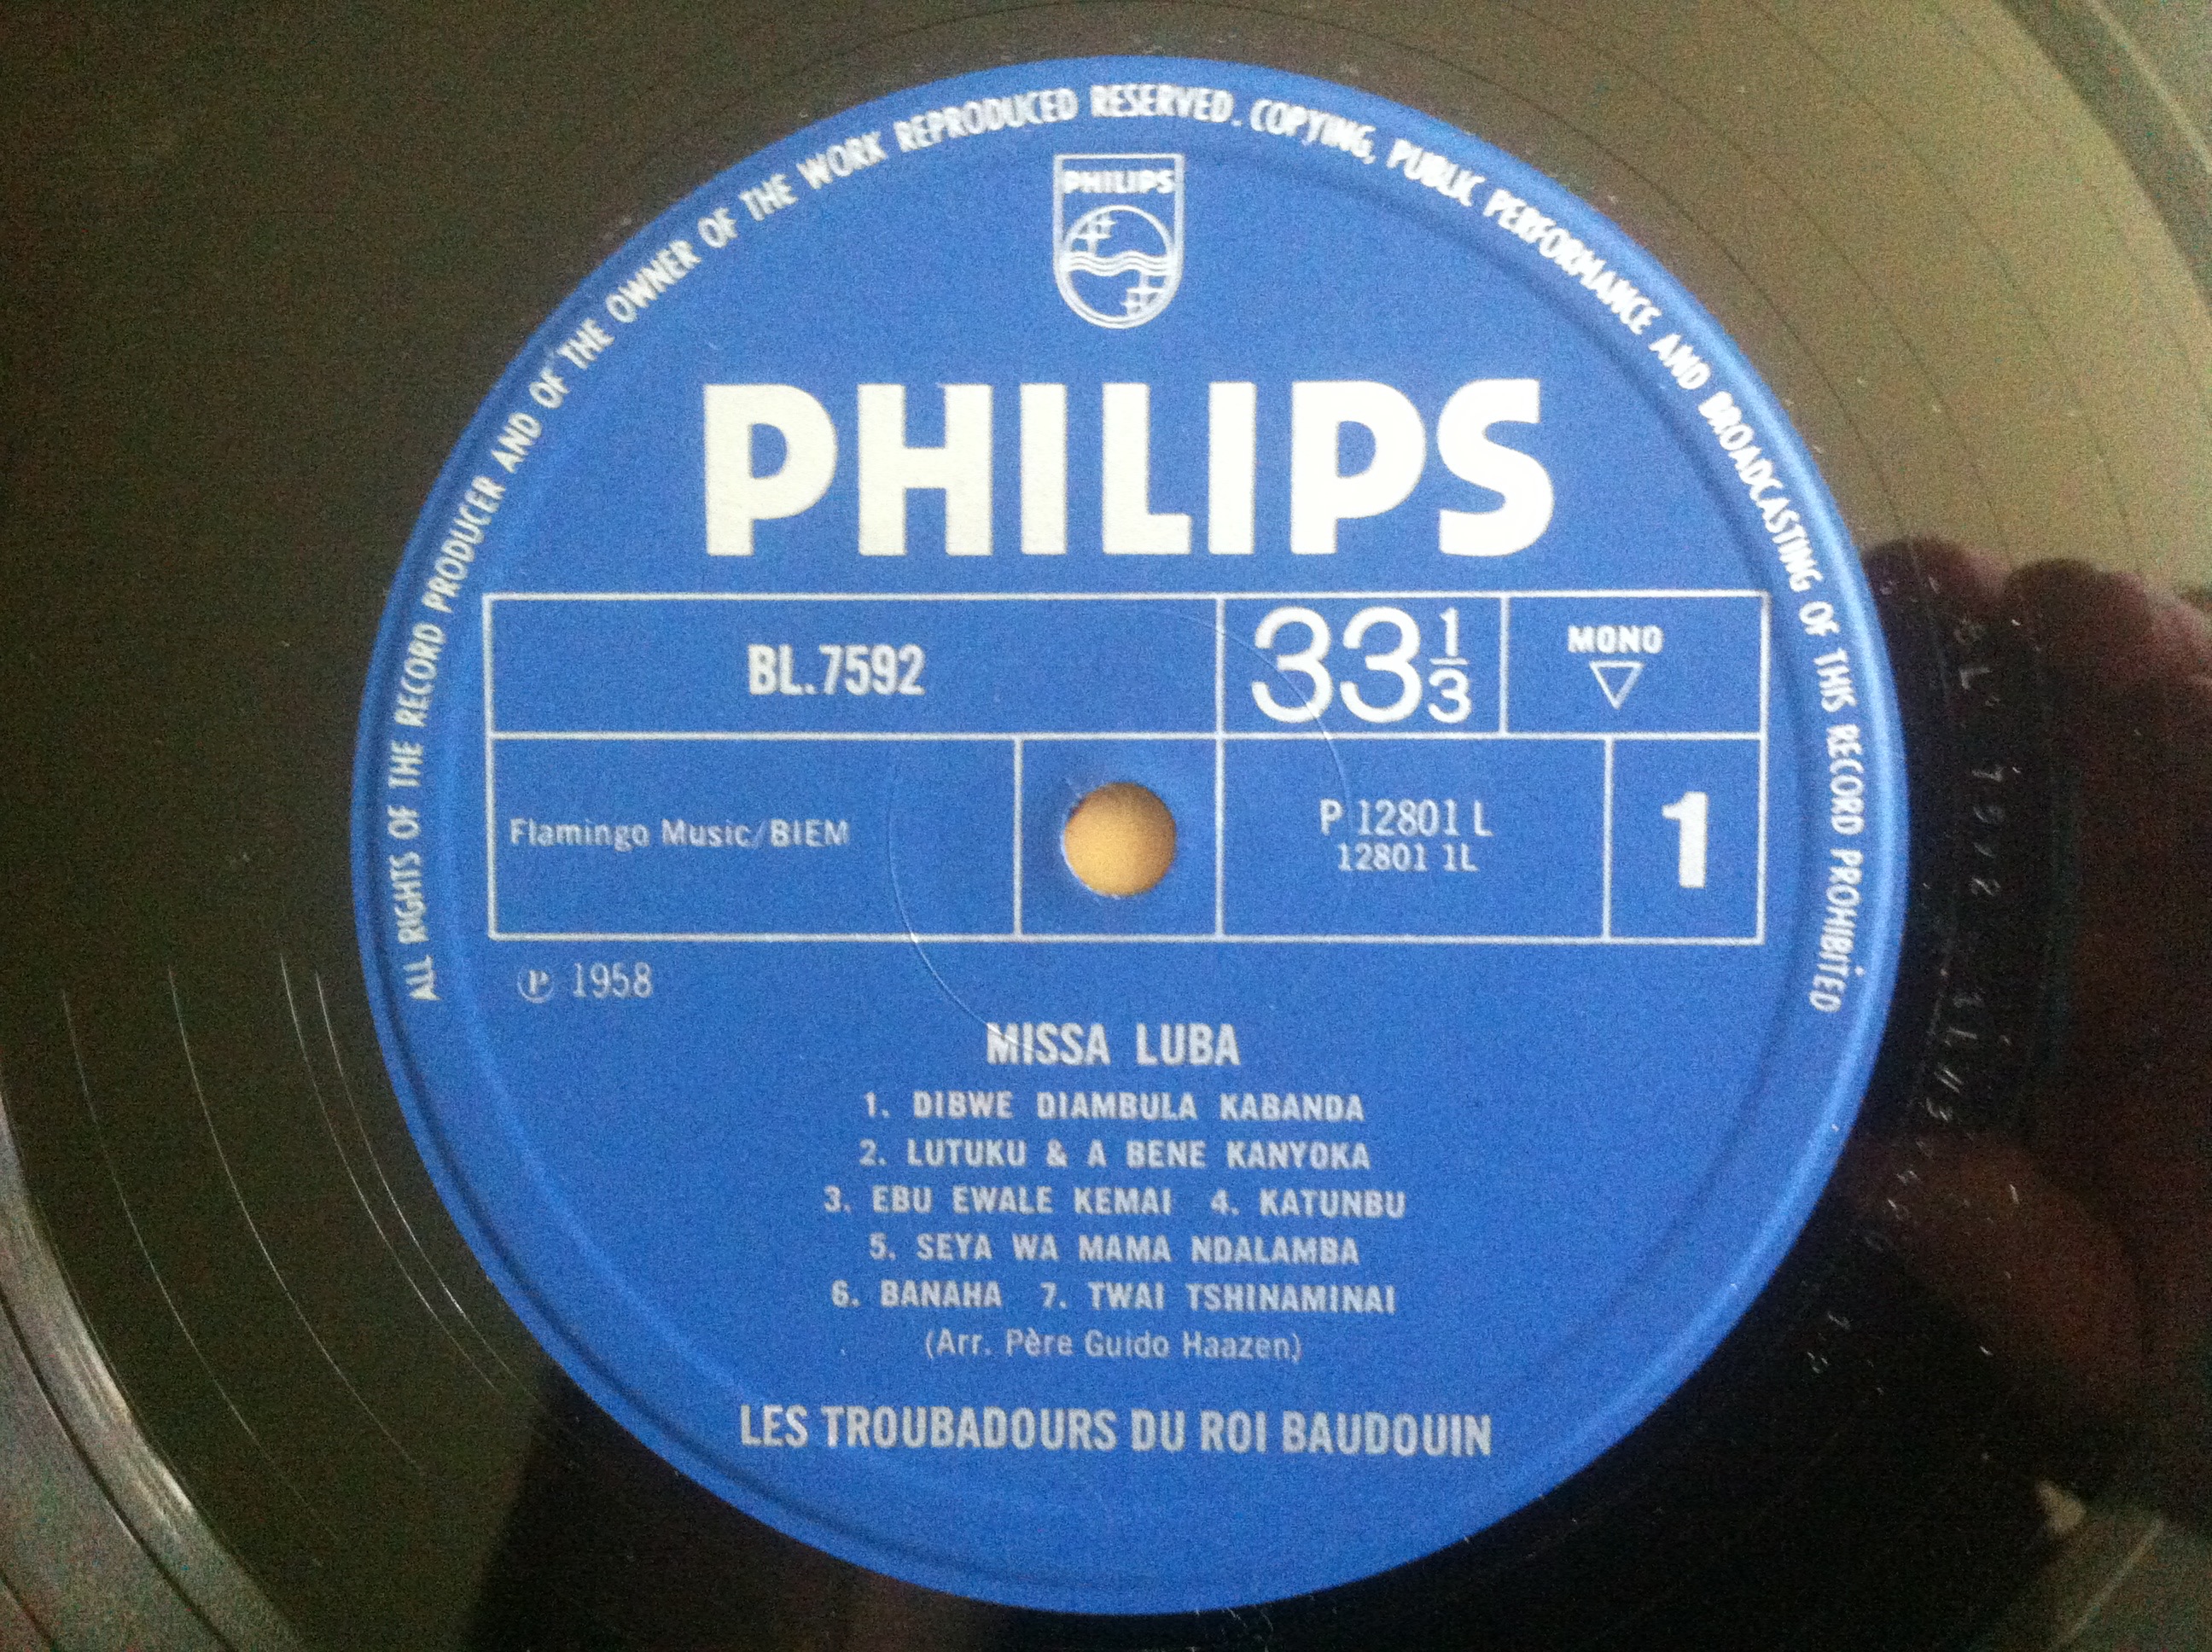 ALL RIGHTS OF THE RECORD PRODUCER AND OF THE OWNER OF THE WORK REPRODUCED RESERVED. COPYING, PUBLIC PERFORMANCE AND BROADCASTING OF THIS RECORD PROHIBITED
PHILIPS
PHILIPS
BL.7592
33 1/3
MONO
Flamingo Music/BIEM
P 12801 L
12801 1L
1
℗ 1958
MISSA LUBA
1. DIBWE DIAMBULA KABANDA
2. LUTUKU & A BENE KANYOKA
3. EBU EWALE KEMAI 4. KATUNBU
5. SEYA WA MAMA NDALAMBA
6. BANAHA 7. TWAI TSHINAMINAI
(Arr. Père Guido Haazen)
LES TROUBADOURS DU ROI BAUDOUIN